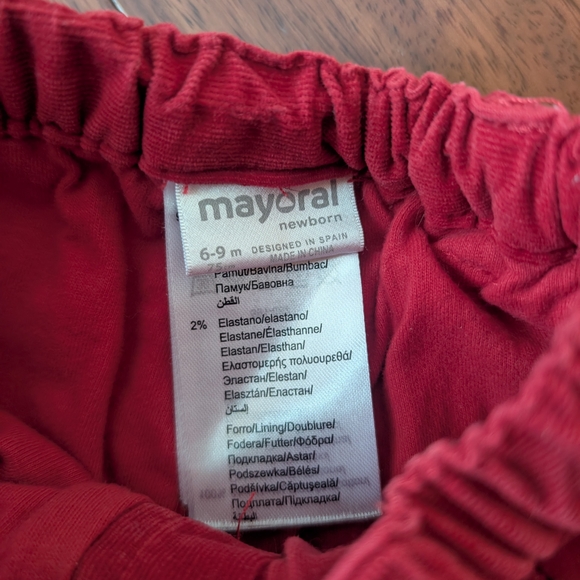 mayoral
newborn
6-9 m DESIGNED IN SPAIN
MADE IN CHINA
Pamut/Bavlna/Bumbac/
Памук/Бавовна
القطن
2% Elastano/elastano/
Elastane/Élasthanne/
Elastan/Elasthan/
Ελαστομερής πολυουρεθά/
Эластан/Elestan/
Elasztán/Еластан/
إلستان
Forro/Lining/Doublure/
Fodera/Futter/Φόδρα/
Подкладка/Astar/
Podszewka/Bélés/
Podšívka/Căptușeală/
Подплата/Підкладка/
البطانة